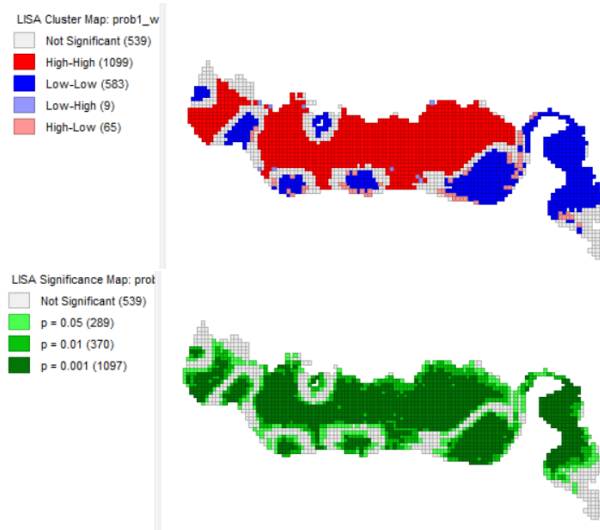 LISA Cluster Map: prob1_w
Not Significant (539)
High-High (1099)
Low-Low (583)
Low-High (9)
High-Low (65)
LISA Significance Map: prob
Not Significant (539)
p = 0.05 (289)
p = 0.01 (370)
p = 0.001 (1097)